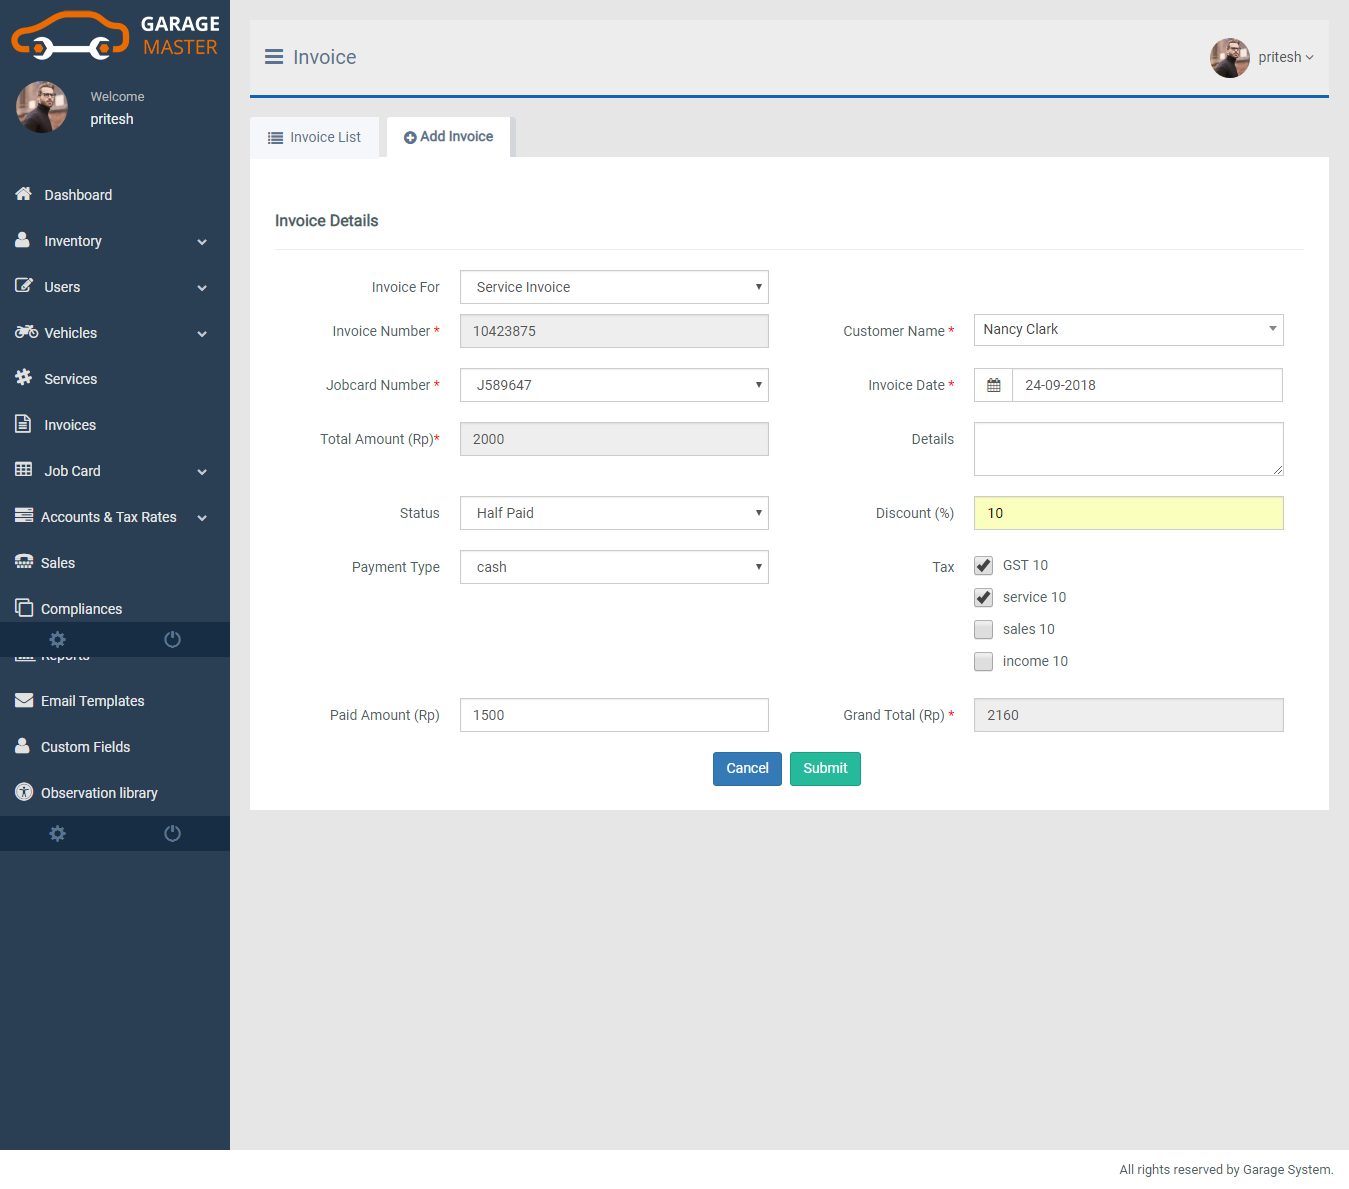 GARAGE
MASTER
Welcome
pritesh
Dashboard
Inventory
Users
Vehicles
Services
Invoices
Job Card
Accounts & Tax Rates
Sales
Compliances
Reports
Email Templates
Custom Fields
Observation library
Invoice
pritesh
Invoice List
Add Invoice
Invoice Details
Invoice For Service Invoice
Invoice Number * 10423875 Customer Name * Nancy Clark
Jobcard Number * J589647 Invoice Date * 24-09-2018
Total Amount (Rp)* 2000 Details
Status Half Paid Discount (%) 10
Payment Type cash Tax GST 10
service 10
sales 10
income 10
Paid Amount (Rp) 1500 Grand Total (Rp) * 2160
Cancel Submit
All rights reserved by Garage System.